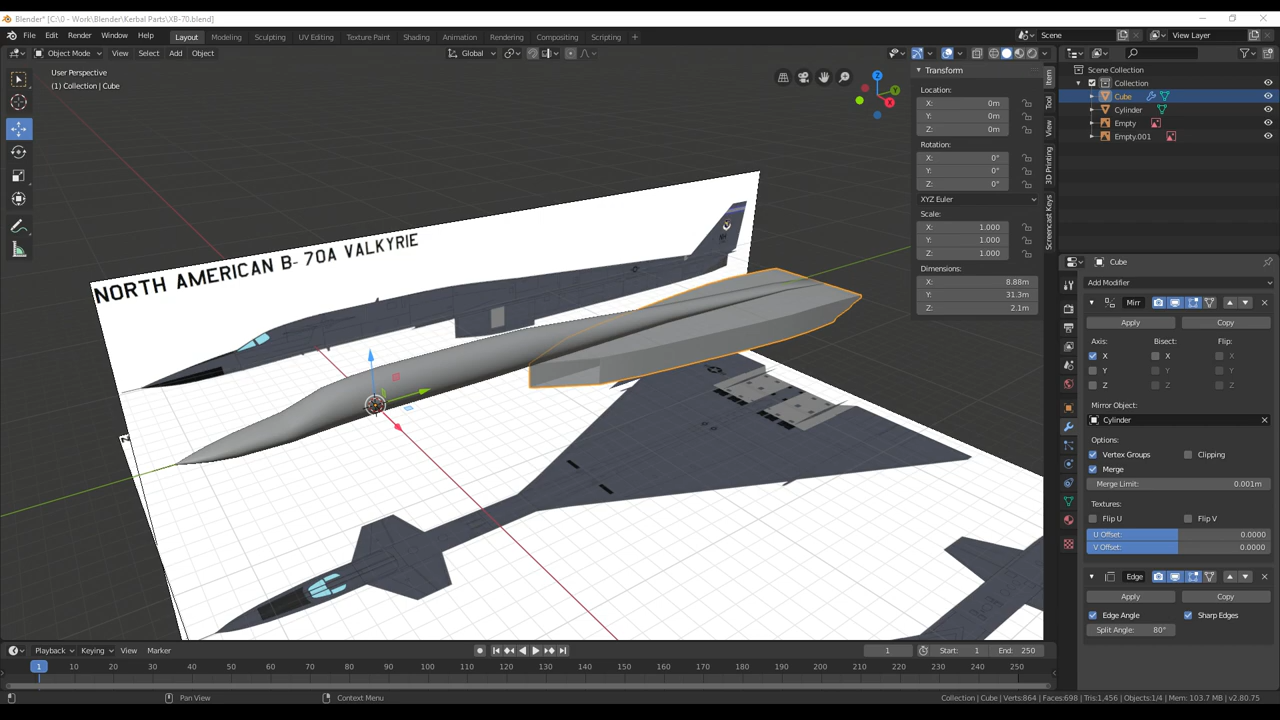 Blender* [C:\0 - Work\Blender\Kerbal Parts\XB-70.blend]
File Edit Render Window Help Layout Modeling Sculpting UV Editing Texture Paint Shading Animation Rendering Compositing Scripting + Scene View Layer
Object Mode View Select Add Object Global
User Perspective
(1) Collection | Cube
Z
Y
X
NORTH AMERICAN B-70A VALKYRIE
Transform
Location:
X: 0m
Y: 0m
Z: 0m
Rotation:
X: 0°
Y: 0°
Z: 0°
XYZ Euler
Scale:
X: 1.000
Y: 1.000
Z: 1.000
Dimensions:
X: 8.88m
Y: 31.3m
Z: 2.1m
Item
Tool
View
3D Printing
Screencast Keys
Scene Collection
Collection
Cube
Cylinder
Empty
Empty.001
Cube
Add Modifier
Mirr
Apply Copy
Axis: Bisect: Flip:
X X X
Y Y Y
Z Z Z
Mirror Object:
Cylinder
Options:
Vertex Groups Clipping
Merge
Merge Limit: 0.001m
Textures:
Flip U Flip V
U Offset: 0.0000
V Offset: 0.0000
Edge
Apply Copy
Edge Angle Sharp Edges
Split Angle: 80°
Playback Keying View Marker 1 Start: 1 End: 250
1 10 20 30 40 50 60 70 80 90 100 110 120 130 140 150 160 170 180 190 200 210 220 230 240 250
Pan View Context Menu Collection | Cube | Verts:864 | Faces:698 | Tris:1,456 | Objects:1/4 | Mem: 103.7 MB | v2.80.75